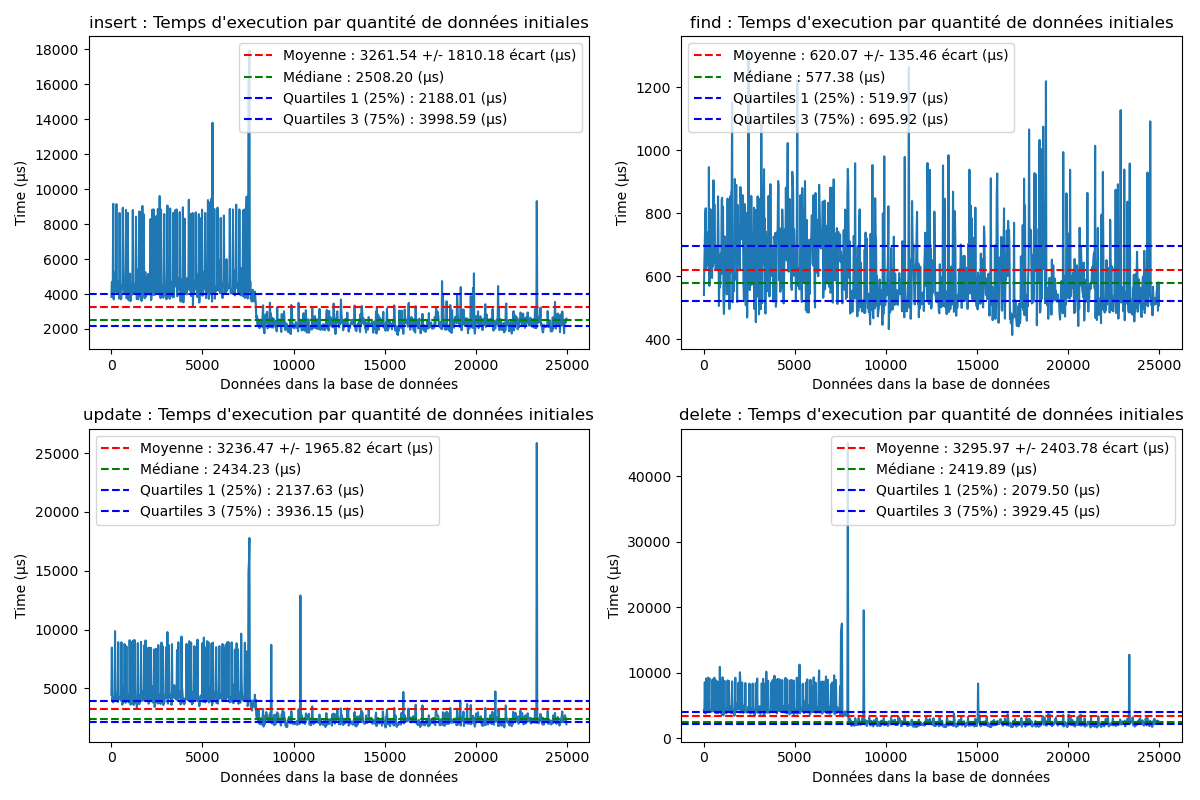 insert : Temps d'execution par quantité de données initiales
18000
16000
14000
12000
10000
8000
6000
4000
2000
Time (µs)
Moyenne : 3261.54 +/- 1810.18 écart (µs)
Médiane : 2508.20 (µs)
Quartiles 1 (25%) : 2188.01 (µs)
Quartiles 3 (75%) : 3998.59 (µs)
0 5000 10000 15000 20000 25000
Données dans la base de données
find : Temps d'execution par quantité de données initiales
1200
1000
800
600
400
Time (µs)
Moyenne : 620.07 +/- 135.46 écart (µs)
Médiane : 577.38 (µs)
Quartiles 1 (25%) : 519.97 (µs)
Quartiles 3 (75%) : 695.92 (µs)
0 5000 10000 15000 20000 25000
Données dans la base de données
update : Temps d'execution par quantité de données initiales
25000
20000
15000
10000
5000
Time (µs)
Moyenne : 3236.47 +/- 1965.82 écart (µs)
Médiane : 2434.23 (µs)
Quartiles 1 (25%) : 2137.63 (µs)
Quartiles 3 (75%) : 3936.15 (µs)
0 5000 10000 15000 20000 25000
Données dans la base de données
delete : Temps d'execution par quantité de données initiales
40000
30000
20000
10000
0
Time (µs)
Moyenne : 3295.97 +/- 2403.78 écart (µs)
Médiane : 2419.89 (µs)
Quartiles 1 (25%) : 2079.50 (µs)
Quartiles 3 (75%) : 3929.45 (µs)
0 5000 10000 15000 20000 25000
Données dans la base de données